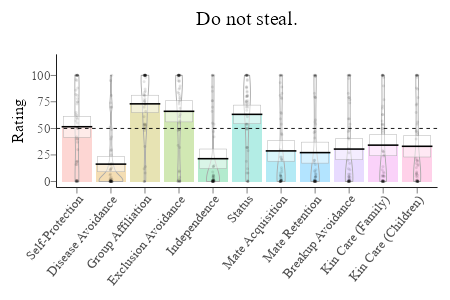 Do not steal.
Rating
100
75
50
25
0
Self-Protection
Disease Avoidance
Group Affiliation
Exclusion Avoidance
Independence
Status
Mate Acquisition
Mate Retention
Breakup Avoidance
Kin Care (Family)
Kin Care (Children)